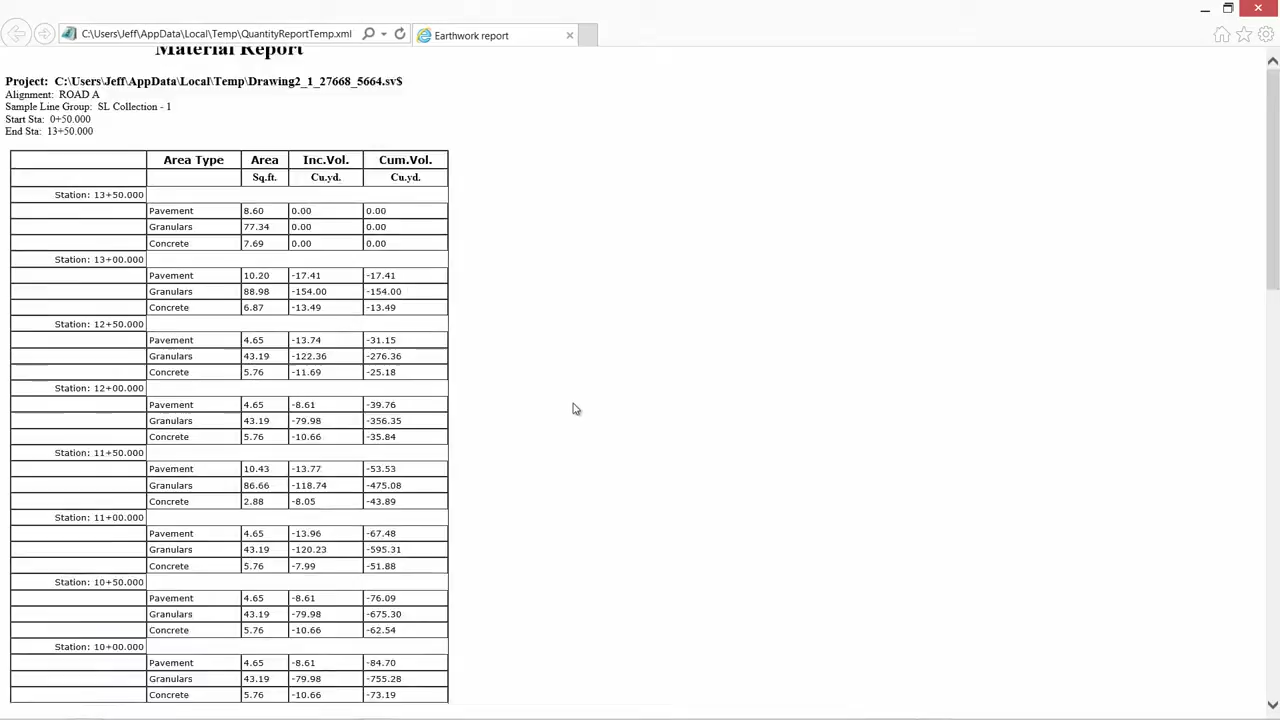 C:\Users\Jeff\AppData\Local\Temp\QuantityReportTemp.xml
Earthwork report
Material Report
Project: C:\Users\Jeff\AppData\Local\Temp\Drawing2_1_27668_5664.sv$
Alignment: ROAD A
Sample Line Group: SL Collection - 1
Start Sta: 0+50.000
End Sta: 13+50.000
Area Type Area Inc.Vol. Cum.Vol.
Sq.ft. Cu.yd. Cu.yd.
Station: 13+50.000
Pavement 8.60 0.00 0.00
Granulars 77.34 0.00 0.00
Concrete 7.69 0.00 0.00
Station: 13+00.000
Pavement 10.20 -17.41 -17.41
Granulars 88.98 -154.00 -154.00
Concrete 6.87 -13.49 -13.49
Station: 12+50.000
Pavement 4.65 -13.74 -31.15
Granulars 43.19 -122.36 -276.36
Concrete 5.76 -11.69 -25.18
Station: 12+00.000
Pavement 4.65 -8.61 -39.76
Granulars 43.19 -79.98 -356.35
Concrete 5.76 -10.66 -35.84
Station: 11+50.000
Pavement 10.43 -13.77 -53.53
Granulars 86.66 -118.74 -475.08
Concrete 2.88 -8.05 -43.89
Station: 11+00.000
Pavement 4.65 -13.96 -67.48
Granulars 43.19 -120.23 -595.31
Concrete 5.76 -7.99 -51.88
Station: 10+50.000
Pavement 4.65 -8.61 -76.09
Granulars 43.19 -79.98 -675.30
Concrete 5.76 -10.66 -62.54
Station: 10+00.000
Pavement 4.65 -8.61 -84.70
Granulars 43.19 -79.98 -755.28
Concrete 5.76 -10.66 -73.19